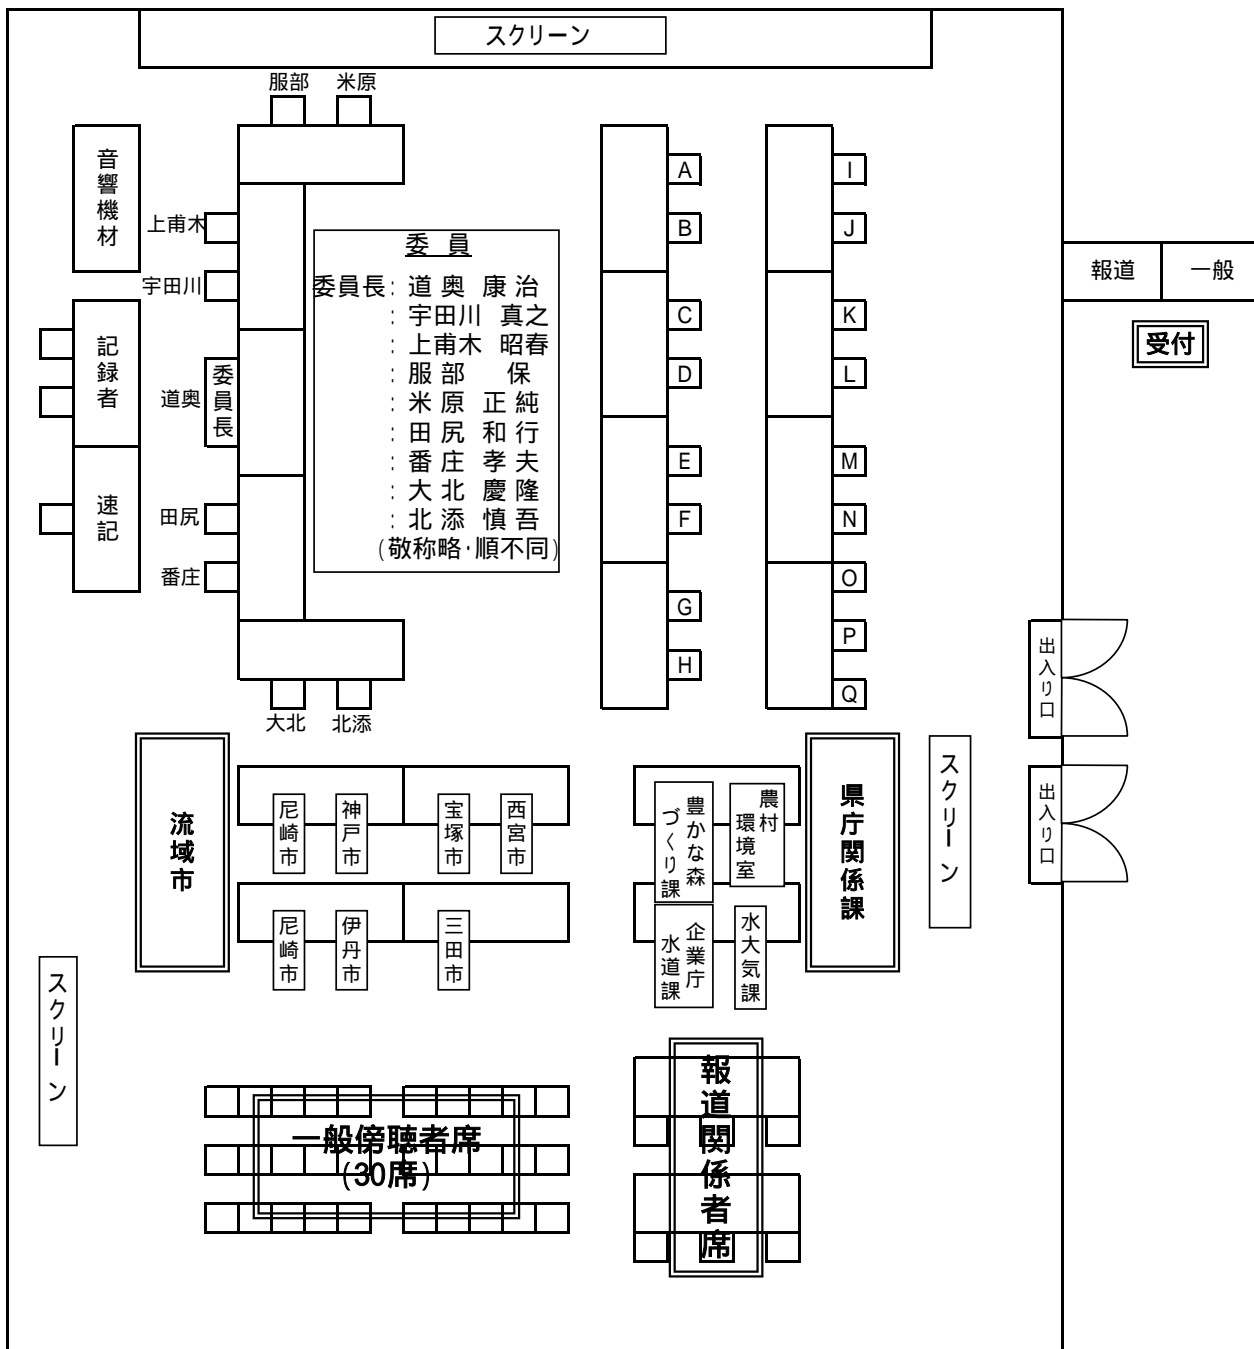 スクリーン
服部
米原
音響機材
上甫木
宇田川
記録者
道奥
委員長
速記
田尻
番庄
大北
北添
委 員
委員長: 道 奥 康 治
: 宇田川 真之
: 上甫木 昭春
: 服 部 保
: 米 原 正 純
: 田 尻 和 行
: 番 庄 孝 夫
: 大 北 慶 隆
: 北 添 慎 吾
(敬称略・順不同)
A
B
C
D
E
F
G
H
I
J
K
L
M
N
O
P
Q
報道
一般
受付
出入り口
出入り口
流域市
尼崎市
神戸市
宝塚市
西宮市
尼崎市
伊丹市
三田市
豊かな森
づくり課
農村
環境室
企業庁
水道課
水大気課
県庁関係課
スクリーン
スクリーン
一般傍聴者席
(30席)
報道関係者席